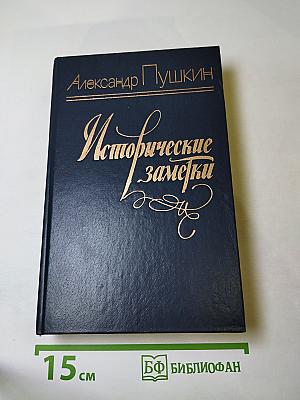 Александр Пушкин
Исторические
заметки
15 см
БФ БИБЛИОФАН